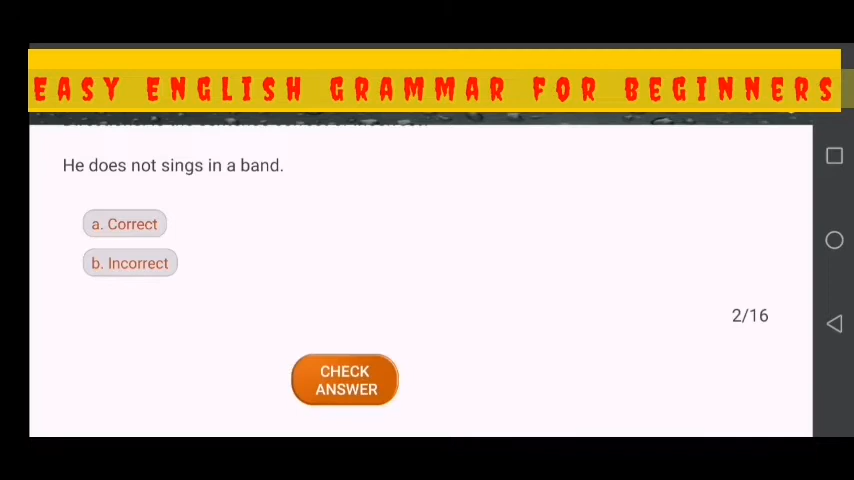 EASY ENGLISH GRAMMAR FOR BEGINNERS
He does not sings in a band.
a. Correct
b. Incorrect
2/16
CHECK
ANSWER